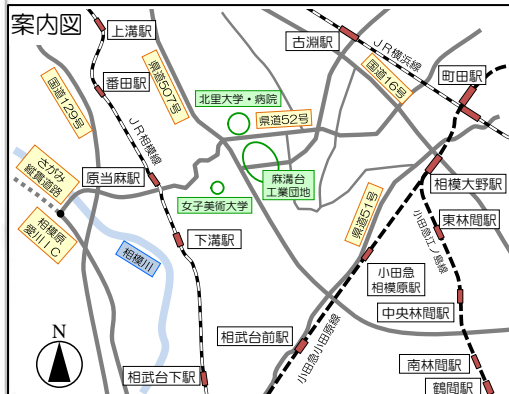 案内図
上溝駅
古淵駅
JR横浜線
町田駅
国道16号
番田駅
県道507号
国道129号
北里大学・病院
県道52号
JR相模線
さがみ
縦貫道路
原当麻駅
麻溝台
工業団地
相模大野駅
女子美術大学
県道51号
東林間駅
相模原
愛川IC
下溝駅
小田急江ノ島線
相模川
小田急
相模原駅
中央林間駅
N
相武台前駅
小田急小田原線
南林間駅
相武台下駅
鶴間駅